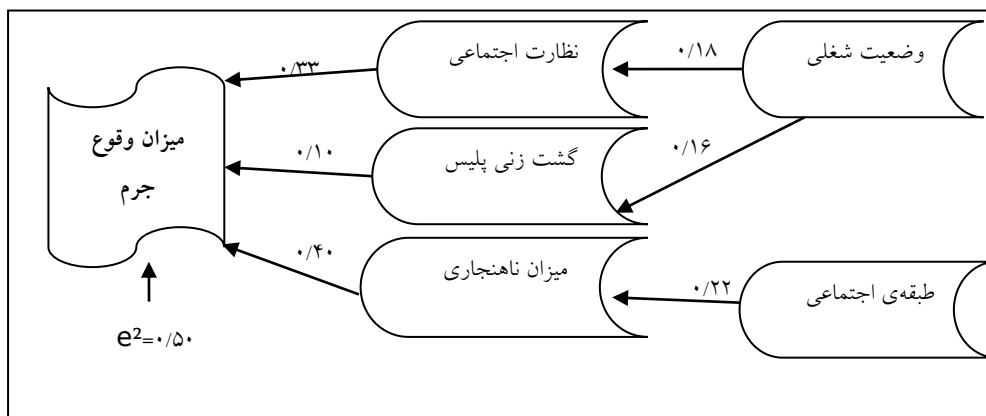 وضعیت شغلی
۰/۱۸
نظارت اجتماعی
۰/۳۳
میزان وقوع
جرم
۰/۱۶
گشت زنی پلیس
۰/۱۰
طبقه‌ی اجتماعی
۰/۲۲
میزان ناهنجاری
۰/۴۰
e²=۰/۵۰